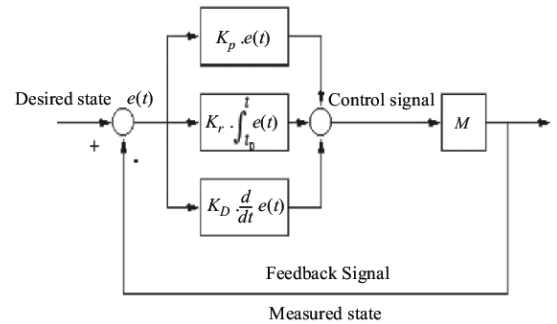 K_p .e(t)
Desired state
e(t)
+
-
K_r . ∫_{t_0}^{t} e(t)
Control signal
M
K_D . d/dt e(t)
Feedback Signal
Measured state